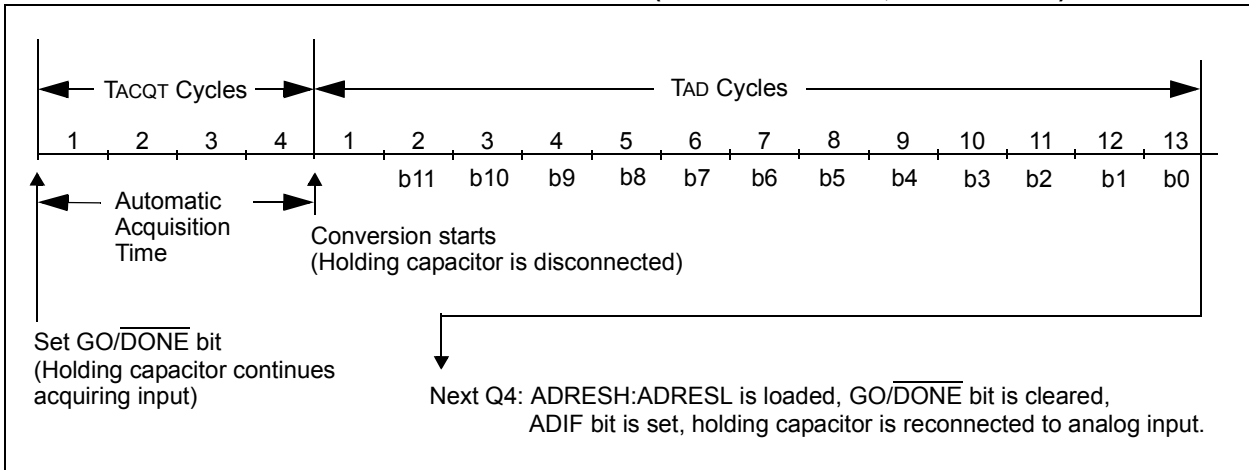 TACQT Cycles
TAD Cycles
1 2 3 4 1 2 3 4 5 6 7 8 9 10 11 12 13
b11 b10 b9 b8 b7 b6 b5 b4 b3 b2 b1 b0
Automatic
Acquisition
Time
Conversion starts
(Holding capacitor is disconnected)
Set GO/DONE bit
(Holding capacitor continues
acquiring input)
Next Q4: ADRESH:ADRESL is loaded, GO/DONE bit is cleared,
ADIF bit is set, holding capacitor is reconnected to analog input.